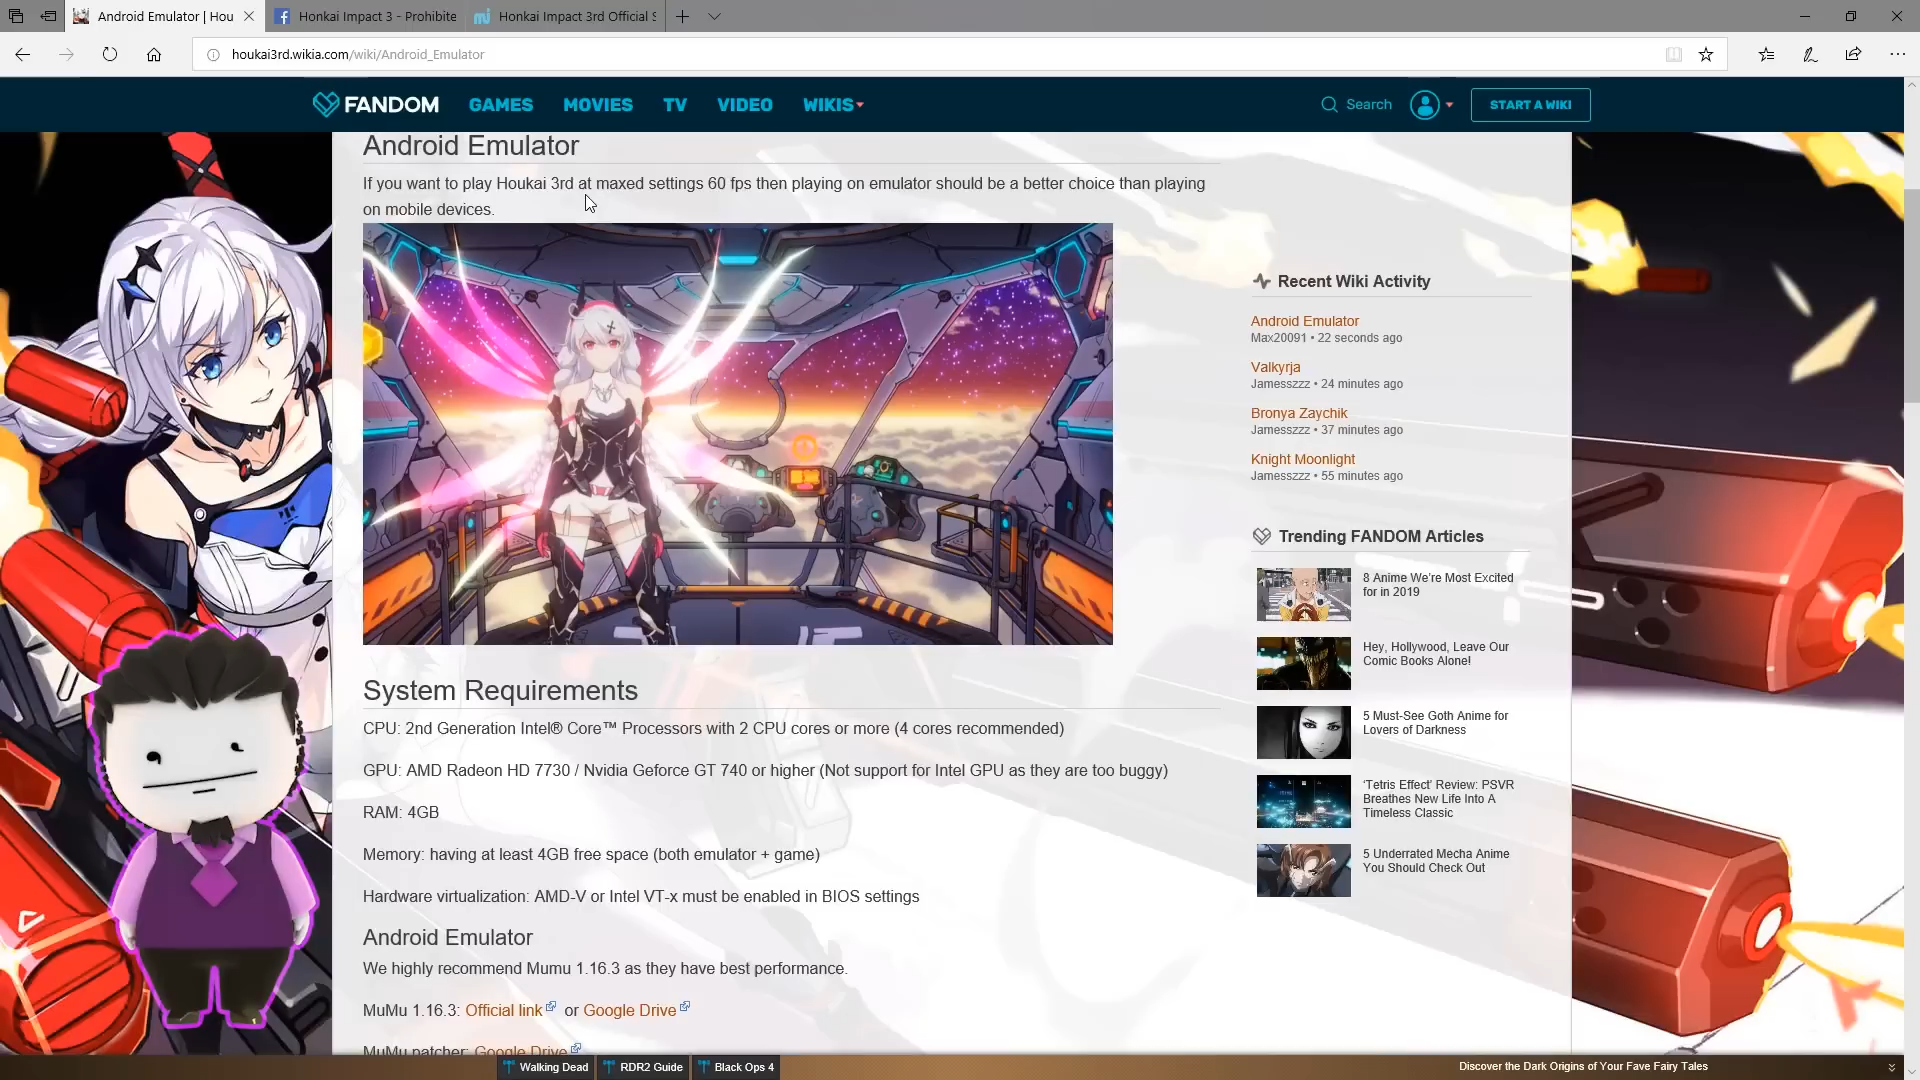 Android Emulator | Hou
Honkai Impact 3 - Prohibite
Honkai Impact 3rd Official S
houkai3rd.wikia.com/wiki/Android_Emulator
FANDOM
GAMES
MOVIES
TV
VIDEO
WIKIS
Search
START A WIKI
Android Emulator
If you want to play Houkai 3rd at maxed settings 60 fps then playing on emulator should be a better choice than playing
on mobile devices.
System Requirements
CPU: 2nd Generation Intel® Core™ Processors with 2 CPU cores or more (4 cores recommended)
GPU: AMD Radeon HD 7730 / Nvidia Geforce GT 740 or higher (Not support for Intel GPU as they are too buggy)
RAM: 4GB
Memory: having at least 4GB free space (both emulator + game)
Hardware virtualization: AMD-V or Intel VT-x must be enabled in BIOS settings
Android Emulator
We highly recommend Mumu 1.16.3 as they have best performance.
MuMu 1.16.3: Official link or Google Drive
MuMu patcher: Google Drive
Recent Wiki Activity
Android Emulator
Max20091 • 22 seconds ago
Valkyrja
Jamesszzz • 24 minutes ago
Bronya Zaychik
Jamesszzz • 37 minutes ago
Knight Moonlight
Jamesszzz • 55 minutes ago
Trending FANDOM Articles
8 Anime We're Most Excited
for in 2019
Hey, Hollywood, Leave Our
Comic Books Alone!
5 Must-See Goth Anime for
Lovers of Darkness
'Tetris Effect' Review: PSVR
Breathes New Life Into A
Timeless Classic
5 Underrated Mecha Anime
You Should Check Out
Walking Dead
RDR2 Guide
Black Ops 4
Discover the Dark Origins of Your Fave Fairy Tales